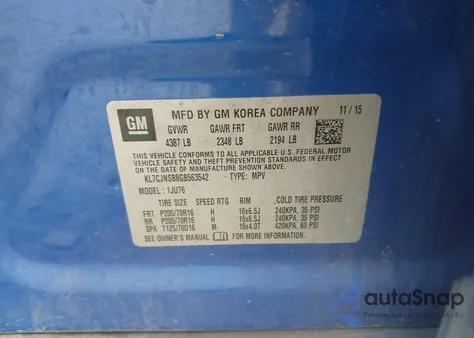 GM
MFD BY GM KOREA COMPANY 11 / 15
GVWR GAWR FRT GAWR RR
4387 LB 2348 LB 2194 LB
THIS VEHICLE CONFORMS TO ALL APPLICABLE U.S. FEDERAL MOTOR
VEHICLE SAFETY AND THEFT PREVENTION STANDARDS IN EFFECT
ON THE DATE OF MANUFACTURE SHOWN ABOVE.
KL7CJNSB8GB563542 TYPE: MPV
MODEL: 1JU76
TIRE SIZE SPEED RTG RIM COLD TIRE PRESSURE
FRT P205/70R16 H 16x6.5J 240KPA, 35 PSI
RR P205/70R16 H 16x6.5J 240KPA, 35 PSI
SPA T125/70D16 M 16x4.0T 420KPA, 60 PSI
SEE OWNER'S MANUAL FOR ADDITIONAL INFORMATION.
autoSnap